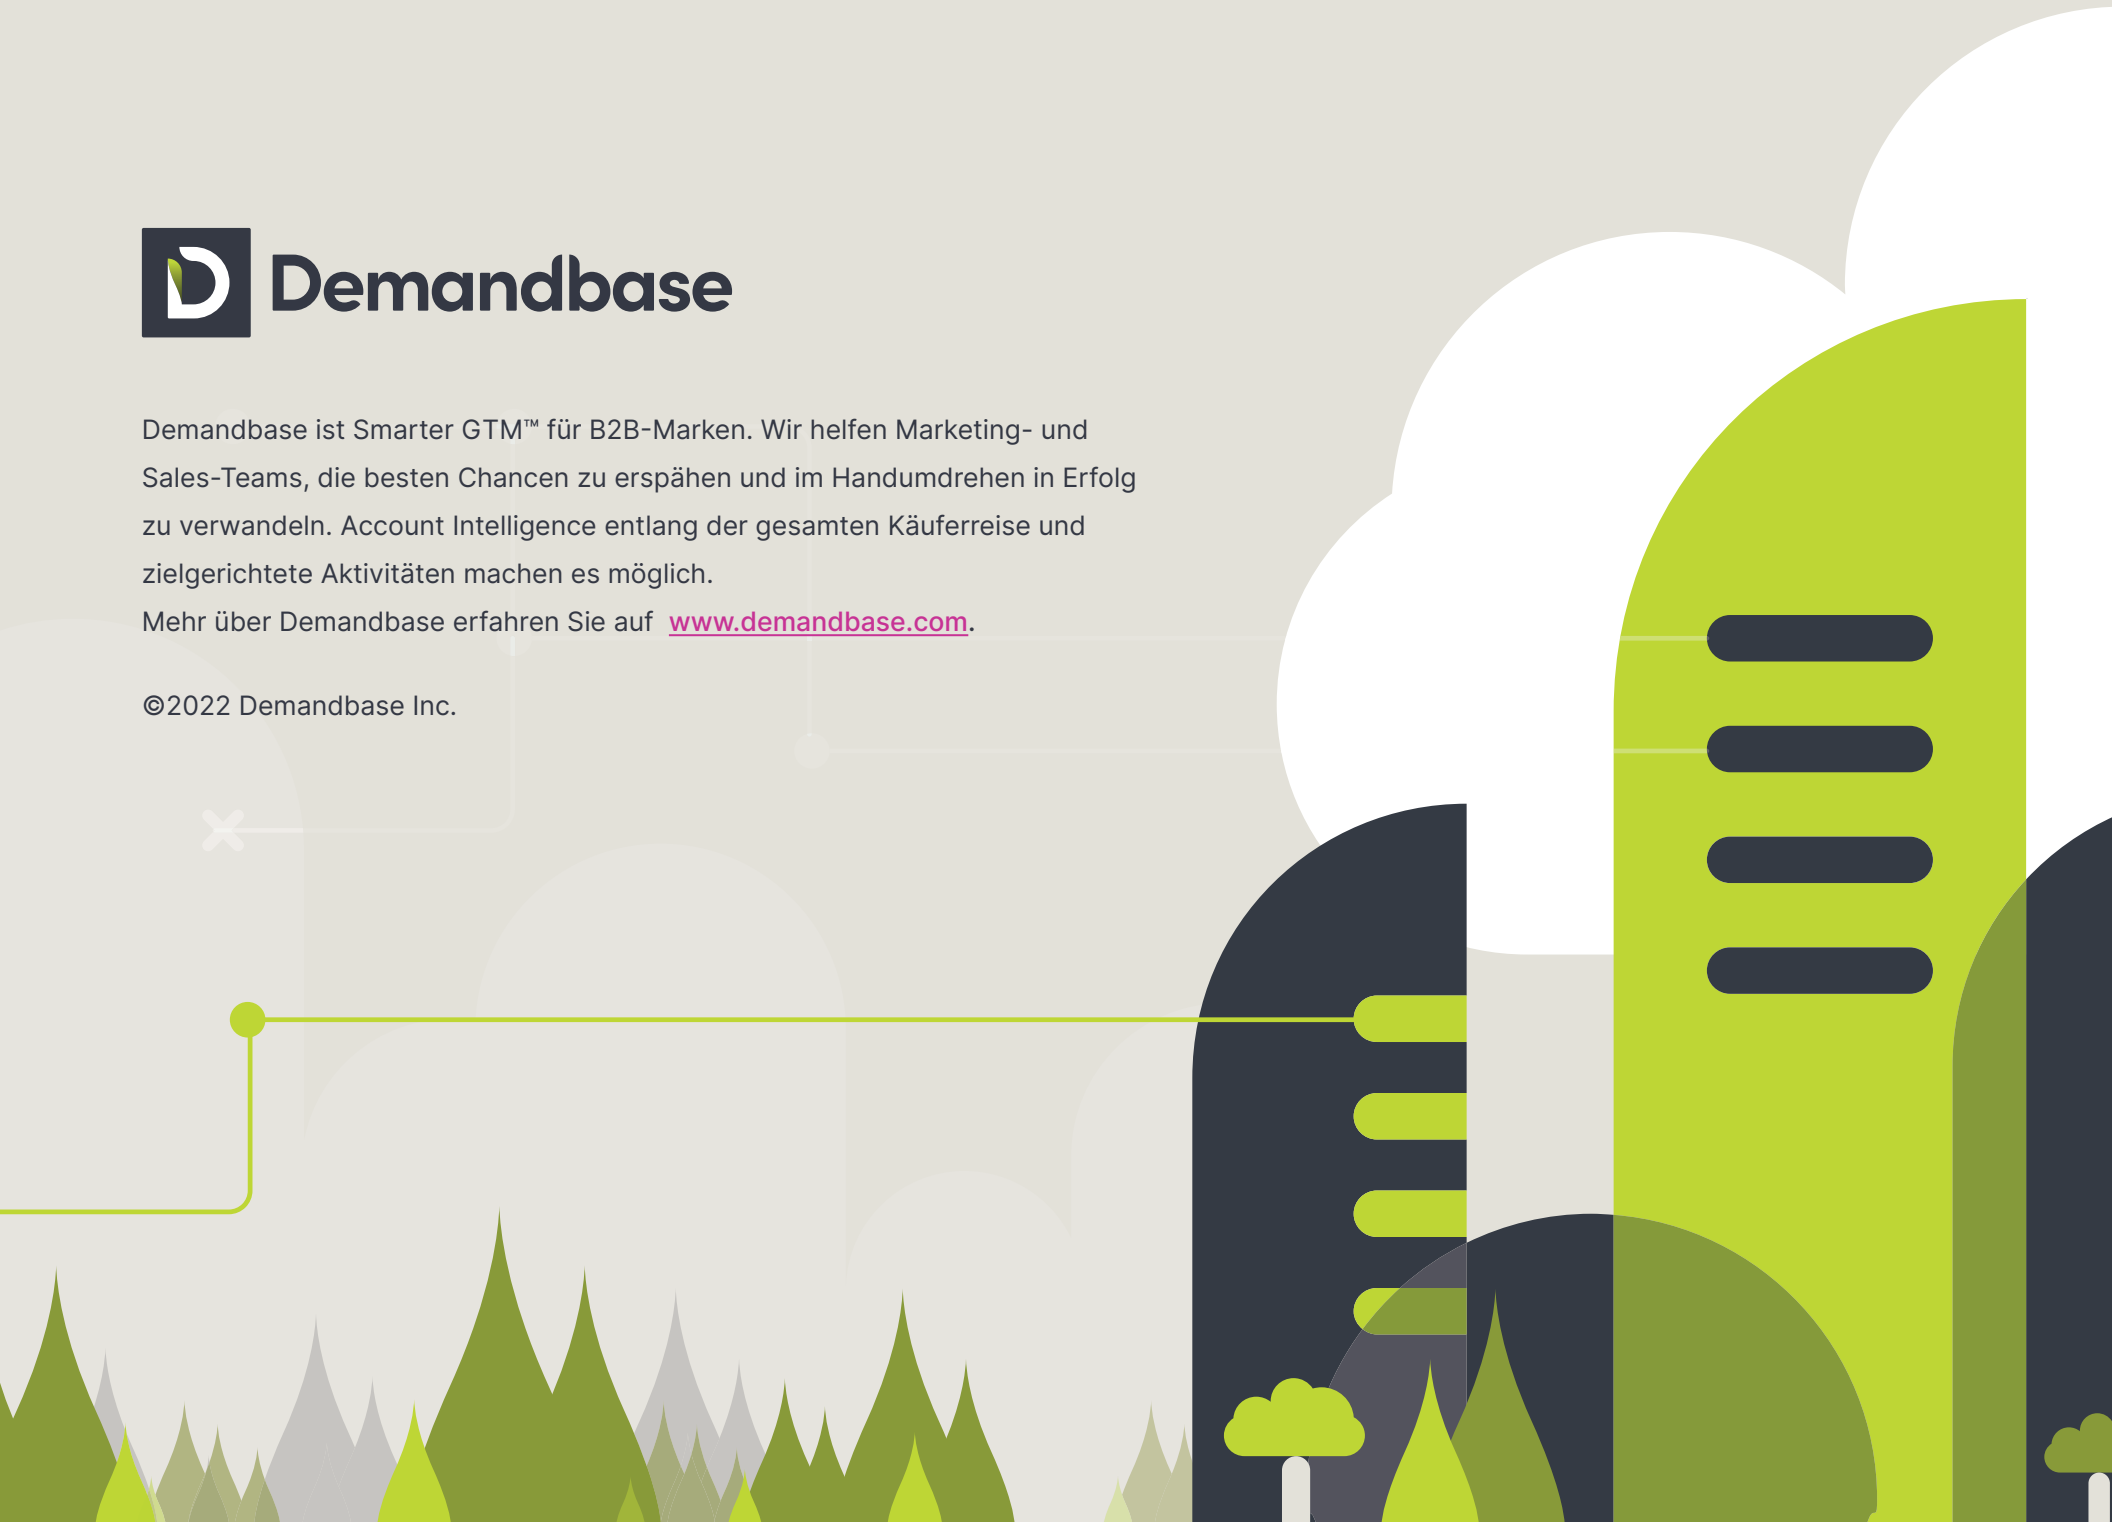 Demandbase
Demandbase ist Smarter GTM™ für B2B-Marken. Wir helfen Marketing- und
Sales-Teams, die besten Chancen zu erspähen und im Handumdrehen in Erfolg
zu verwandeln. Account Intelligence entlang der gesamten Käuferreise und
zielgerichtete Aktivitäten machen es möglich.
Mehr über Demandbase erfahren Sie auf www.demandbase.com.
©2022 Demandbase Inc.